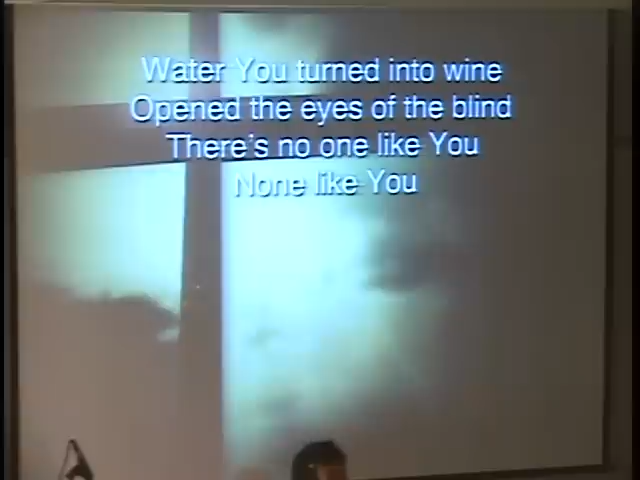 Water You turned into wine
Opened the eyes of the blind
There's no one like You
None like You